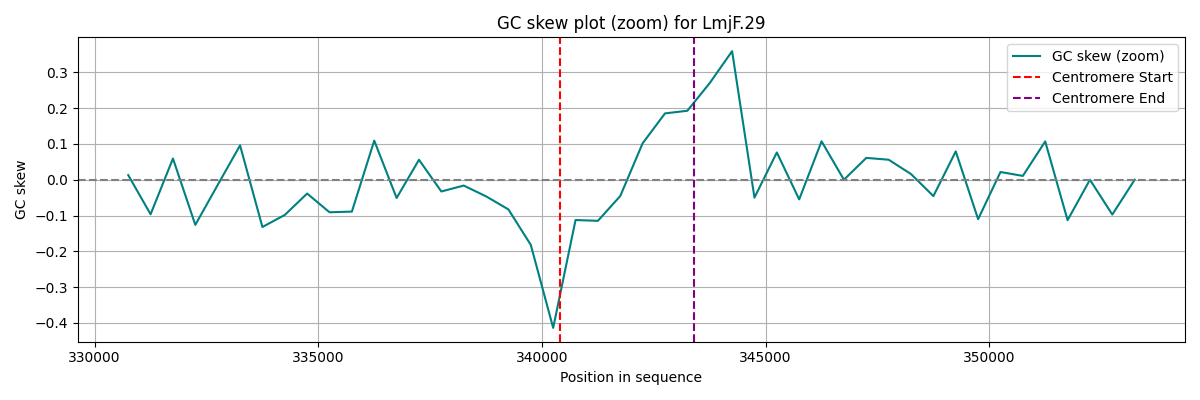 GC skew plot (zoom) for LmjF.29
GC skew (zoom)
Centromere Start
Centromere End
GC skew
0.3
0.2
0.1
0.0
−0.1
−0.2
−0.3
−0.4
330000 335000 340000 345000 350000
Position in sequence